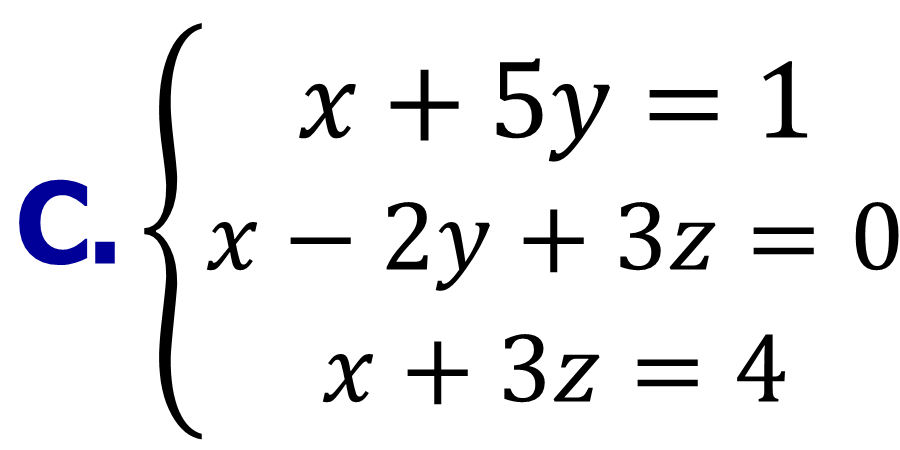 x + 5y = 1
C. x − 2y + 3z = 0
x + 3z = 4